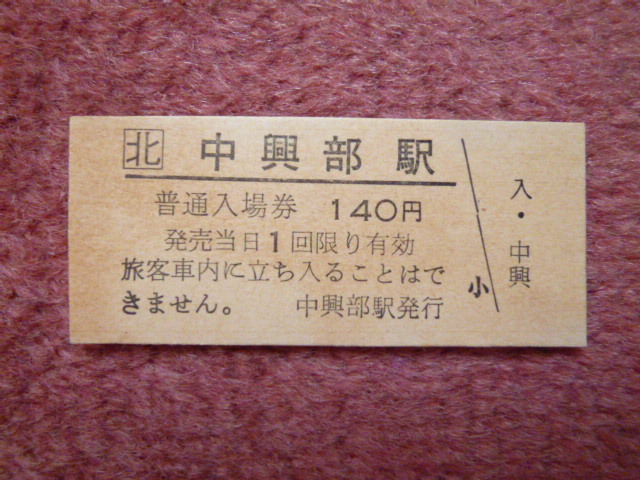 北 中興部駅
普通入場券 140円
発売当日1回限り有効
旅客車内に立ち入ることはで
きません。 中興部駅発行
小
入・中興